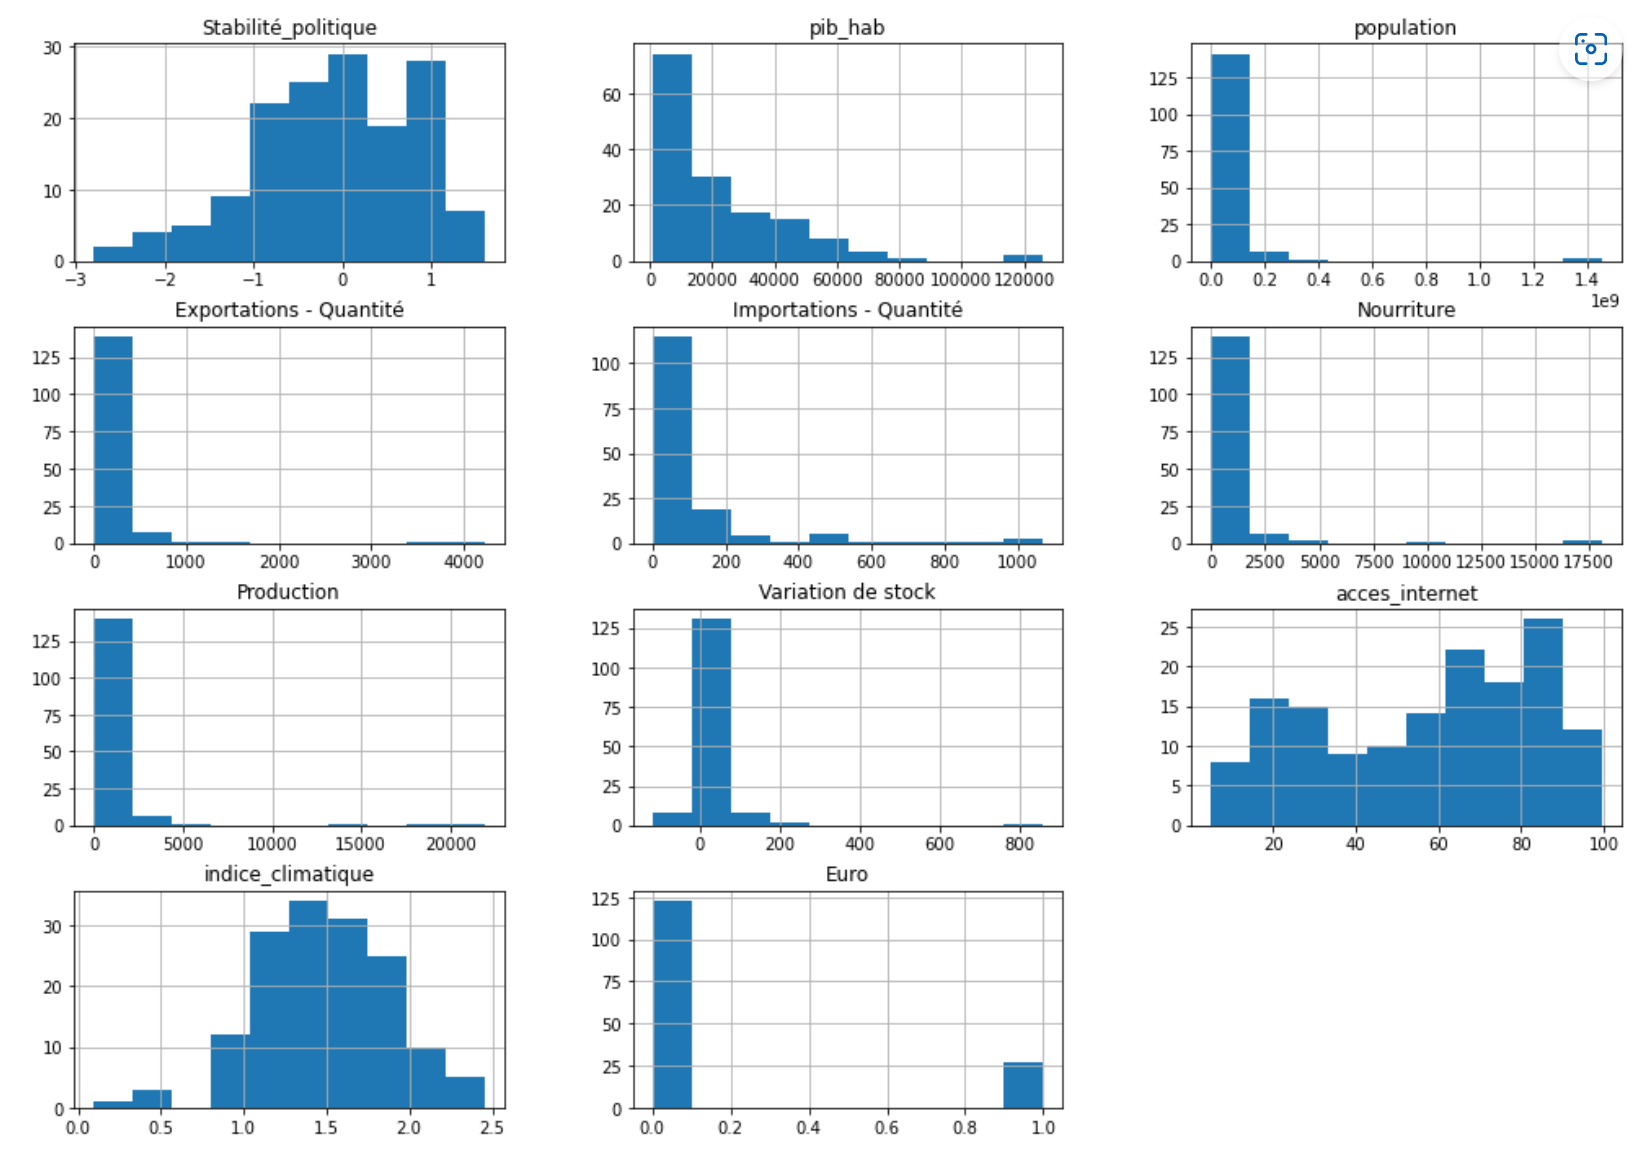 Stabilité_politique
30
20
10
0
−3 −2 −1 0 1
pib_hab
60
40
20
0
0 20000 40000 60000 80000 100000 120000
population
125
100
75
50
25
0
0.0 0.2 0.4 0.6 0.8 1.0 1.2 1.4
1e9
Exportations - Quantité
125
100
75
50
25
0
0 1000 2000 3000 4000
Importations - Quantité
100
75
50
25
0
0 200 400 600 800 1000
Nourriture
125
100
75
50
25
0
0 2500 5000 7500 10000 12500 15000 17500
Production
125
100
75
50
25
0
0 5000 10000 15000 20000
Variation de stock
125
100
75
50
25
0
0 200 400 600 800
acces_internet
25
20
15
10
5
0
20 40 60 80 100
indice_climatique
30
20
10
0
0.0 0.5 1.0 1.5 2.0 2.5
Euro
125
100
75
50
25
0
0.0 0.2 0.4 0.6 0.8 1.0